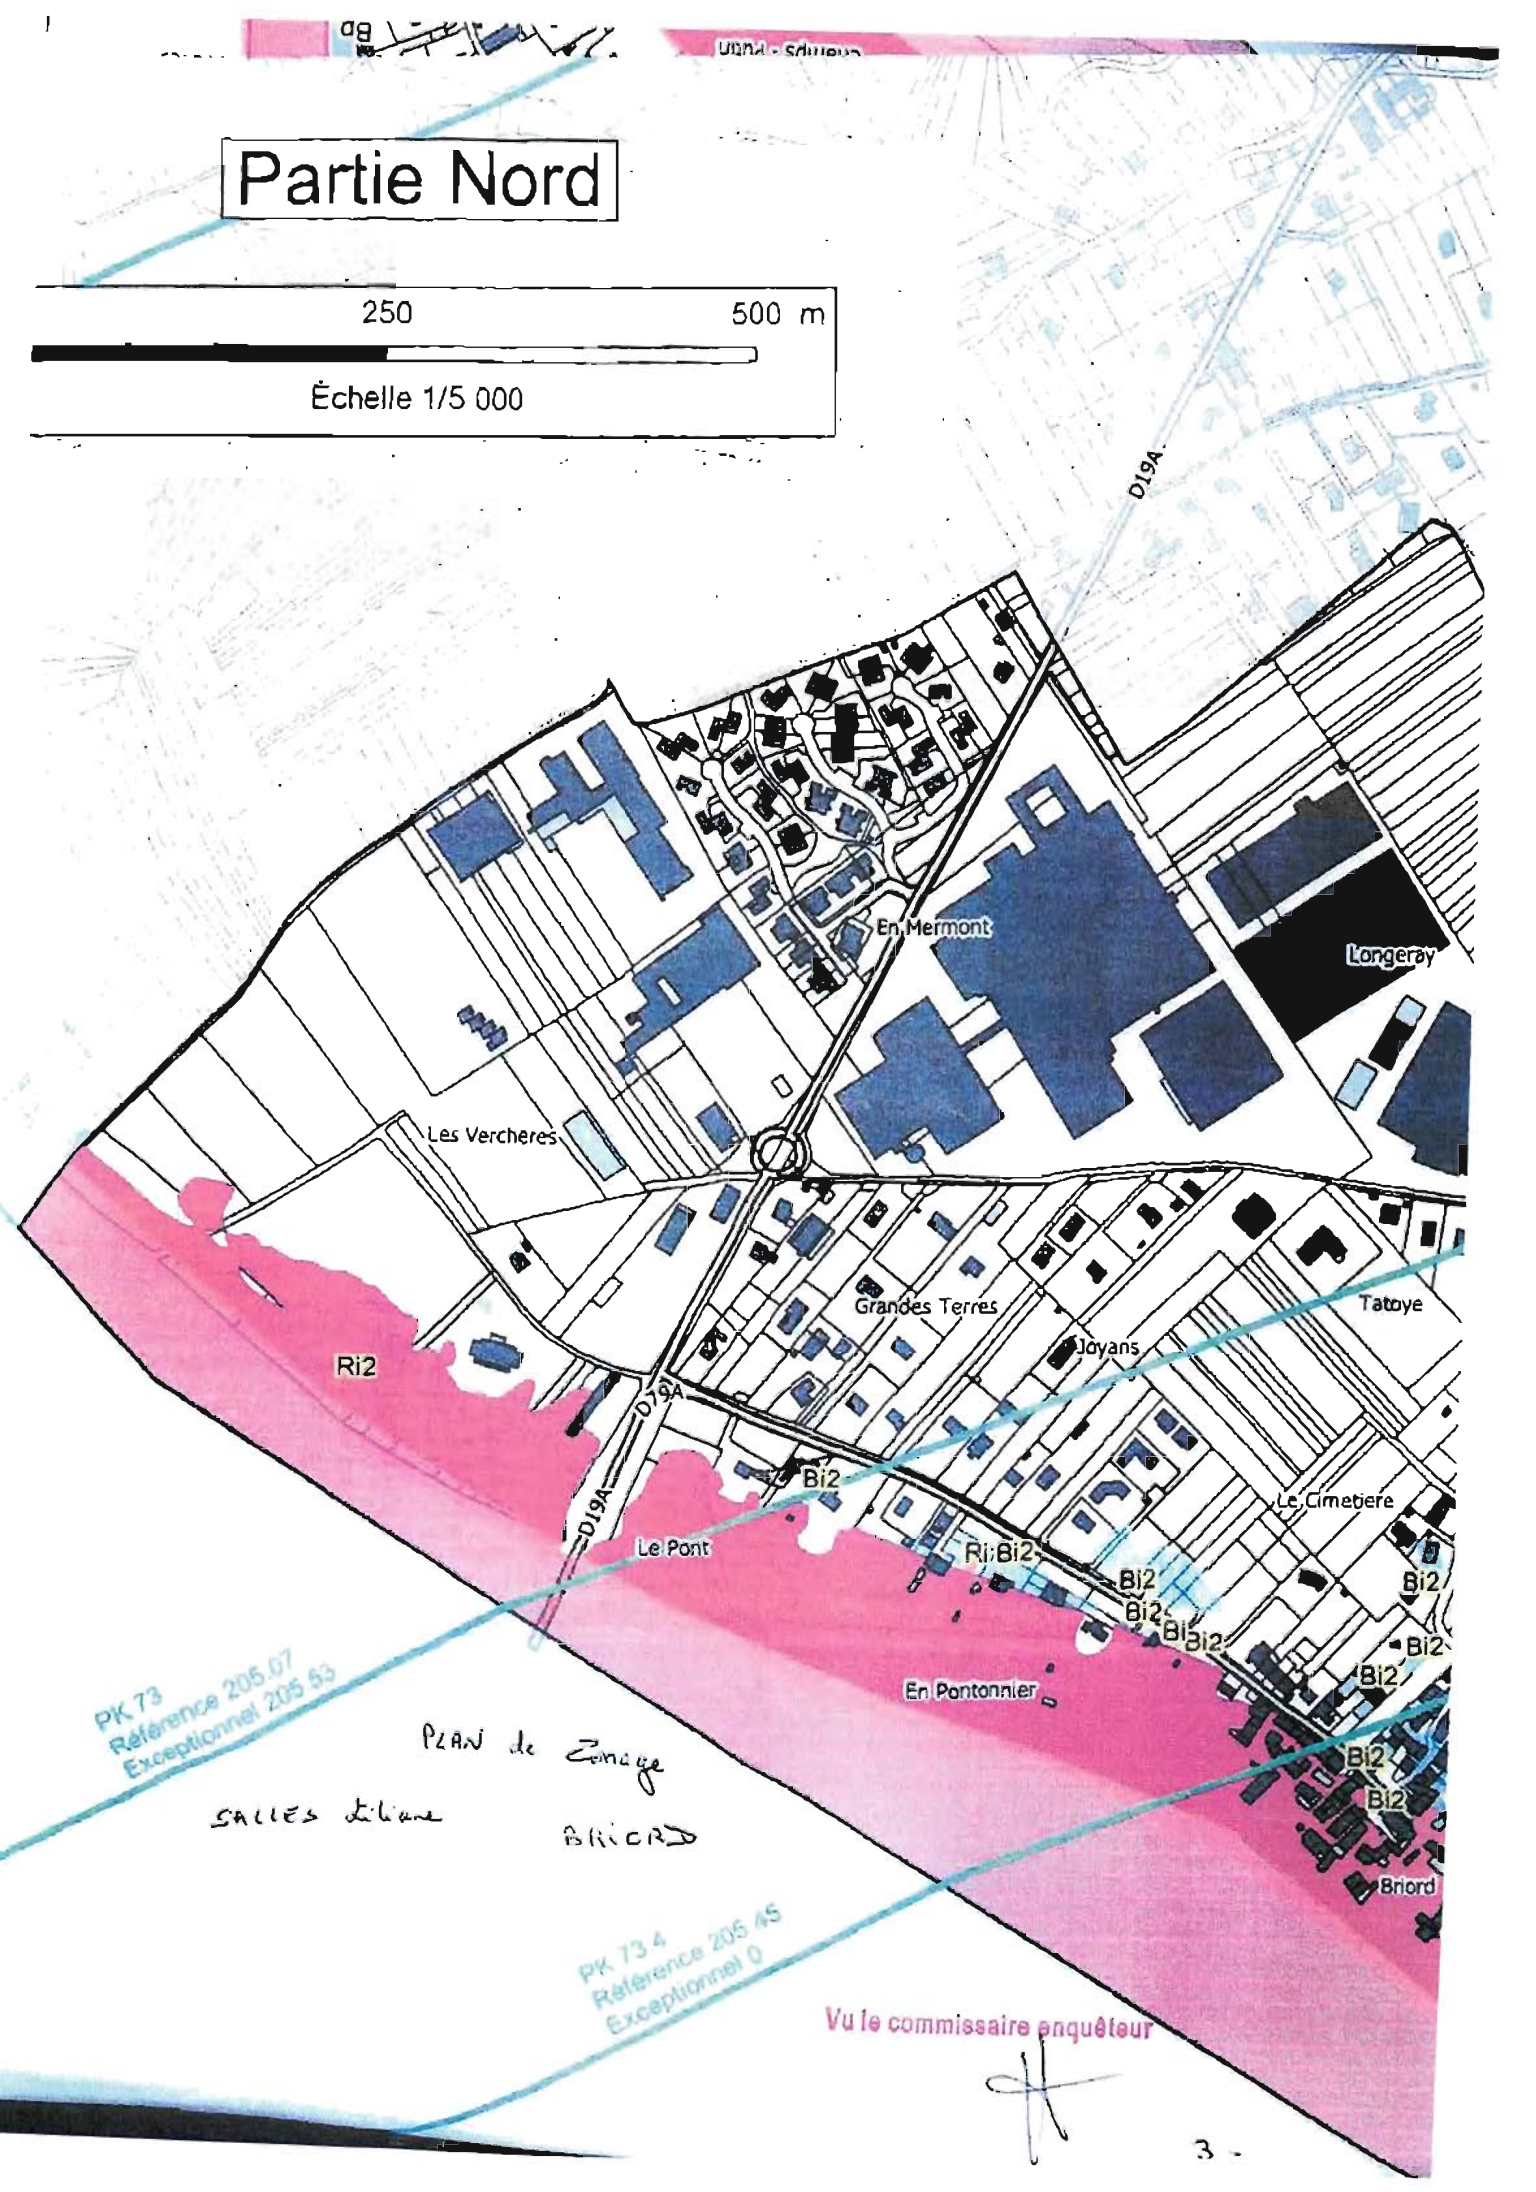 Partie Nord
250 500 m
Échelle 1/5 000
D19A
En Mermont
Longeray
Les Vercheres
Grandes Terres
Tatoye
Joyans
Ri2
D19A
Bi2
Le Cimetiere
D19A
Le Pont
Ri Bi2
Bi2
Bi2
Bi2
Bi Bi2
Bi2
Bi2
En Pontonnier
PK 73
Référence 205.07
Exceptionnel 205.53
PLAN de Zonage
Bi2
Bi2
SALLES Liliane BRIORD
Briord
PK 73.4
Référence 205.45
Exceptionnel 0
Vu le commissaire enquêteur
3 -